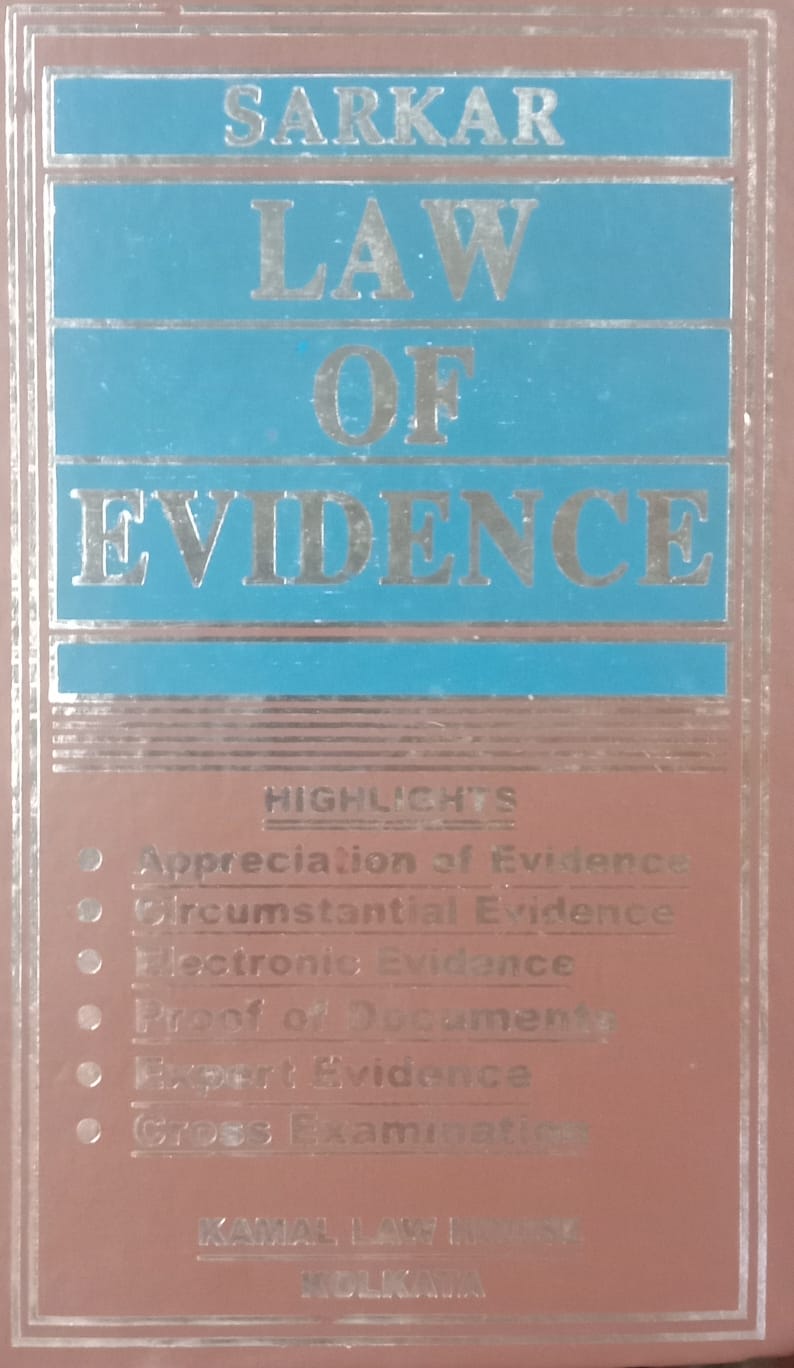 SARKAR
LAW
OF
EVIDENCE
HIGHLIGHTS
Appreciation of Evidence
Circumstantial Evidence
Electronic Evidence
Proof of Documents
Expert Evidence
Cross Examination
KAMAL LAW HOUSE
KOLKATA